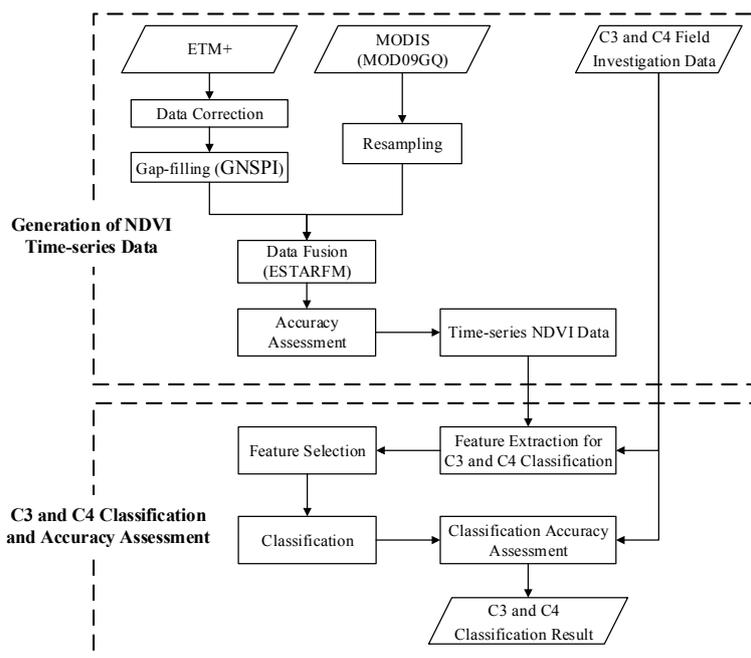 ETM+
MODIS
(MOD09GQ)
C3 and C4 Field
Investigation Data
Data Correction
Resampling
Gap-filling (GNSPI)
Generation of NDVI
Time-series Data
Data Fusion
(ESTARFM)
Accuracy
Assessment
Time-series NDVI Data
Feature Selection
Feature Extraction for
C3 and C4 Classification
C3 and C4 Classification
and Accuracy Assessment
Classification
Classification Accuracy
Assessment
C3 and C4
Classification Result